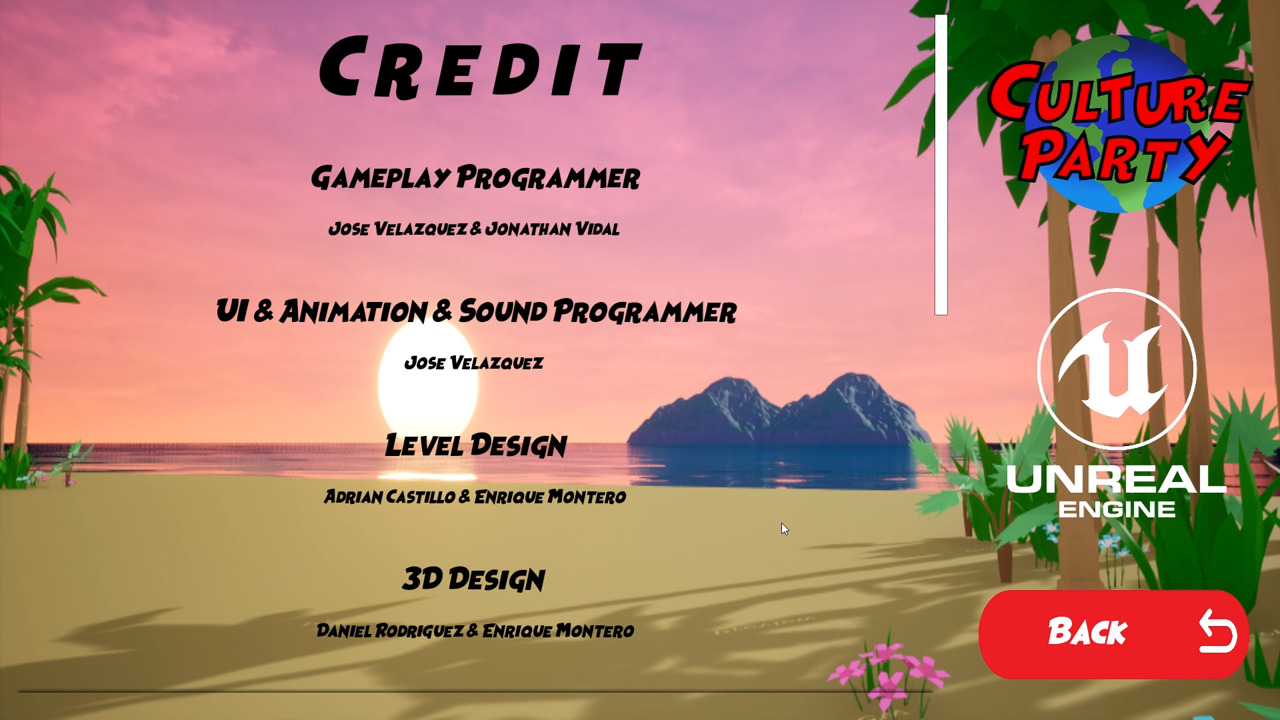 CREDIT
GAMEPLAY PROGRAMMER
JOSE VELAZQUEZ & JONATHAN VIDAL
UI & ANIMATION & SOUND PROGRAMMER
JOSE VELAZQUEZ
LEVEL DESIGN
ADRIAN CASTILLO & ENRIQUE MONTERO
3D DESIGN
DANIEL RODRIGUEZ & ENRIQUE MONTERO
CULTURE
PARTY
UNREAL
ENGINE
BACK